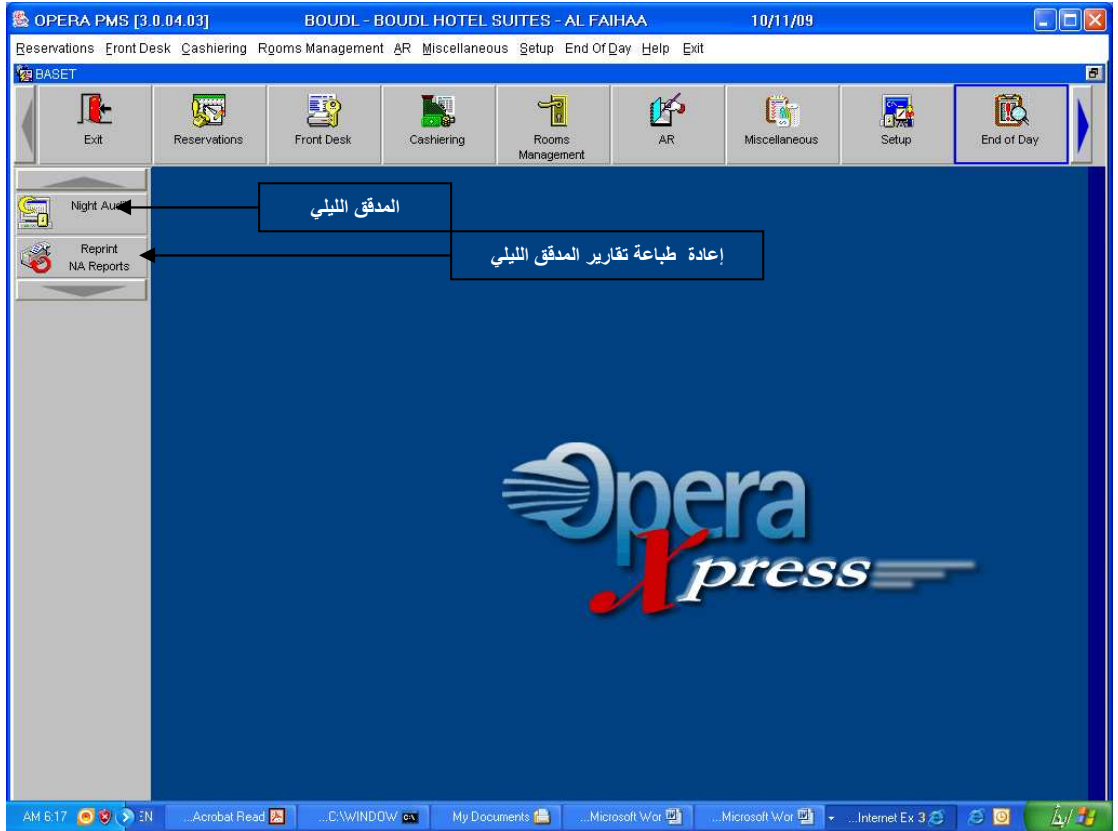 OPERA PMS [3.0.04.03] BOUDL - BOUDL HOTEL SUITES - AL FAIHAA 10/11/09
Reservations Front Desk Cashiering Rooms Management AR Miscellaneous Setup End Of Day Help Exit
BASET
Exit
Reservations
Front Desk
Cashiering
Rooms
Management
AR
Miscellaneous
Setup
End of Day
Night Audit
المدقق الليلي
Reprint
NA Reports
إعادة طباعة تقارير المدقق الليلي
Opera
Xpress
AM 6:17 EN ...Acrobat Read ...C:\WINDOW My Documents ...Microsoft Wor ...Microsoft Wor ...Internet Ex 3 ابدأ